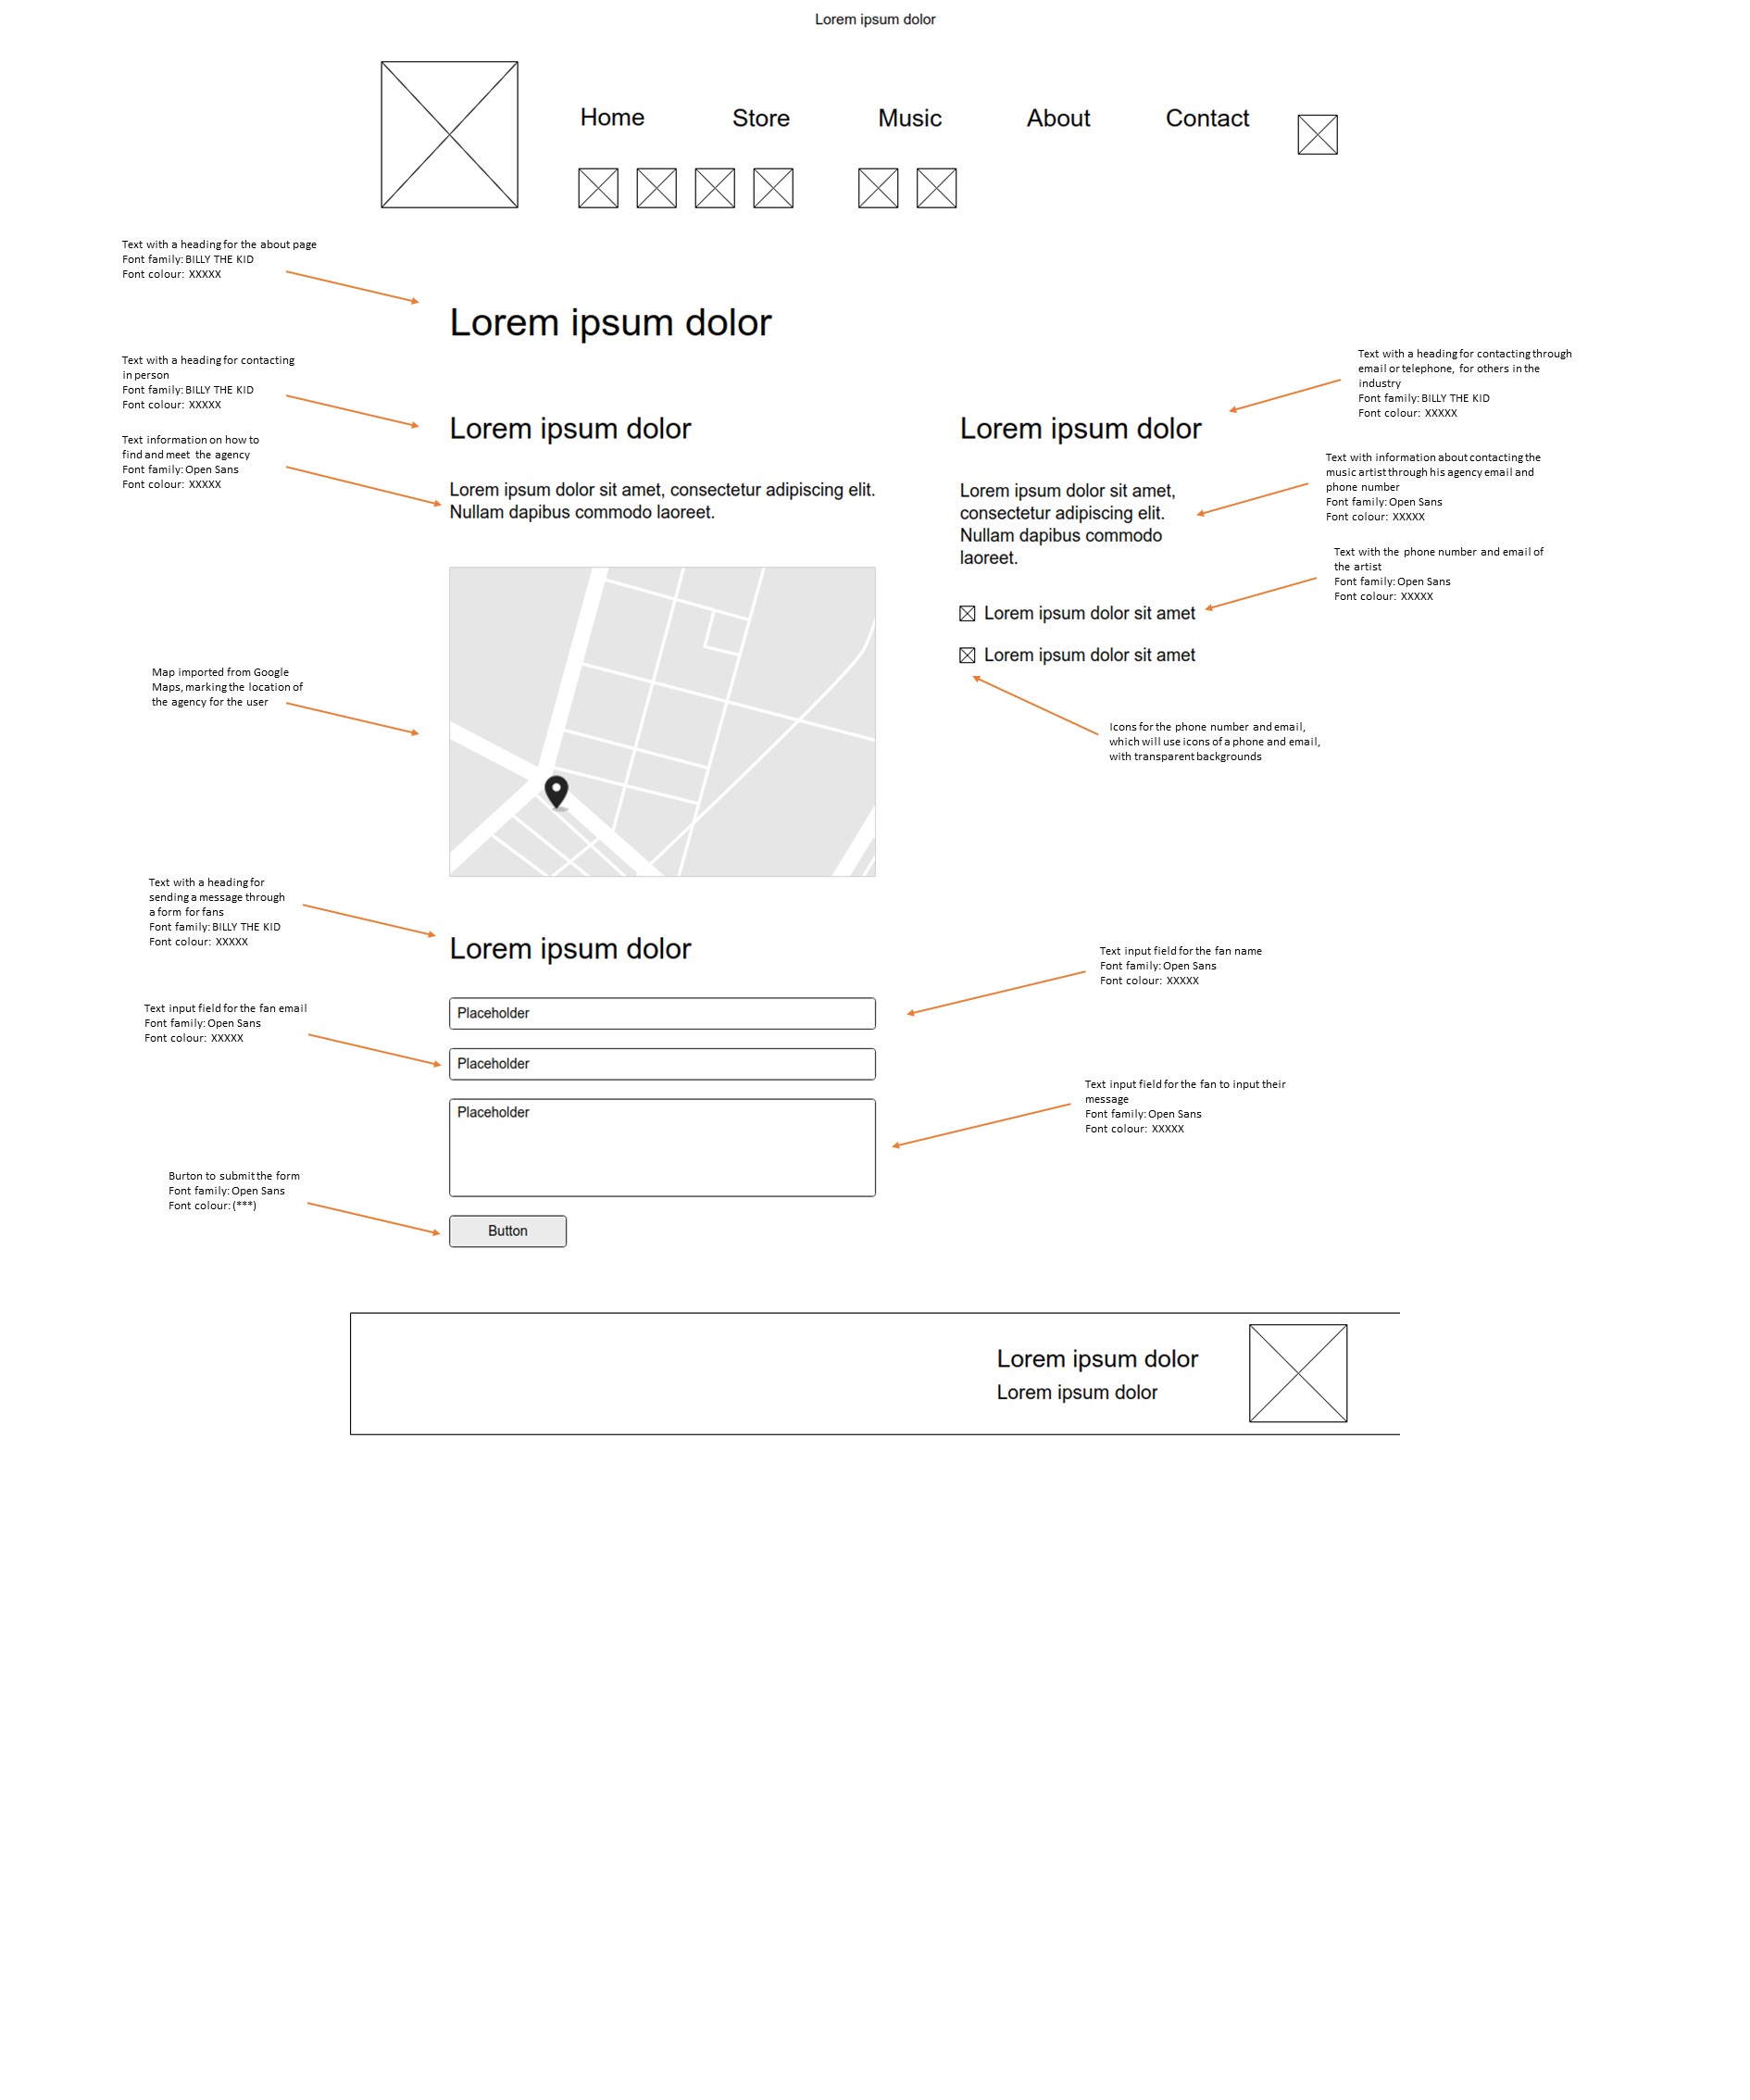 Lorem ipsum dolor
Home Store Music About Contact
Text with a heading for the about page
Font family: BILLY THE KID
Font colour: XXXXX
Lorem ipsum dolor
Text with a heading for contacting
in person
Font family: BILLY THE KID
Font colour: XXXXX
Lorem ipsum dolor
Text information on how to
find and meet the agency
Font family: Open Sans
Font colour: XXXXX
Lorem ipsum dolor sit amet, consectetur adipiscing elit.
Nullam dapibus commodo laoreet.
Text with a heading for contacting through
email or telephone, for others in the
industry
Font family: BILLY THE KID
Font colour: XXXXX
Lorem ipsum dolor
Text with information about contacting the
music artist through his agency email and
phone number
Font family: Open Sans
Font colour: XXXXX
Lorem ipsum dolor sit amet,
consectetur adipiscing elit.
Nullam dapibus commodo
laoreet.
Text with the phone number and email of
the artist
Font family: Open Sans
Font colour: XXXXX
Lorem ipsum dolor sit amet
Lorem ipsum dolor sit amet
Icons for the phone number and email,
which will use icons of a phone and email,
with transparent backgrounds
Map imported from Google
Maps, marking the location of
the agency for the user
Text with a heading for
sending a message through
a form for fans
Font family: BILLY THE KID
Font colour: XXXXX
Lorem ipsum dolor
Text input field for the fan name
Font family: Open Sans
Font colour: XXXXX
Placeholder
Text input field for the fan email
Font family: Open Sans
Font colour: XXXXX
Placeholder
Text input field for the fan to input their
message
Font family: Open Sans
Font colour: XXXXX
Placeholder
Burton to submit the form
Font family: Open Sans
Font colour: (***)
Button
Lorem ipsum dolor
Lorem ipsum dolor